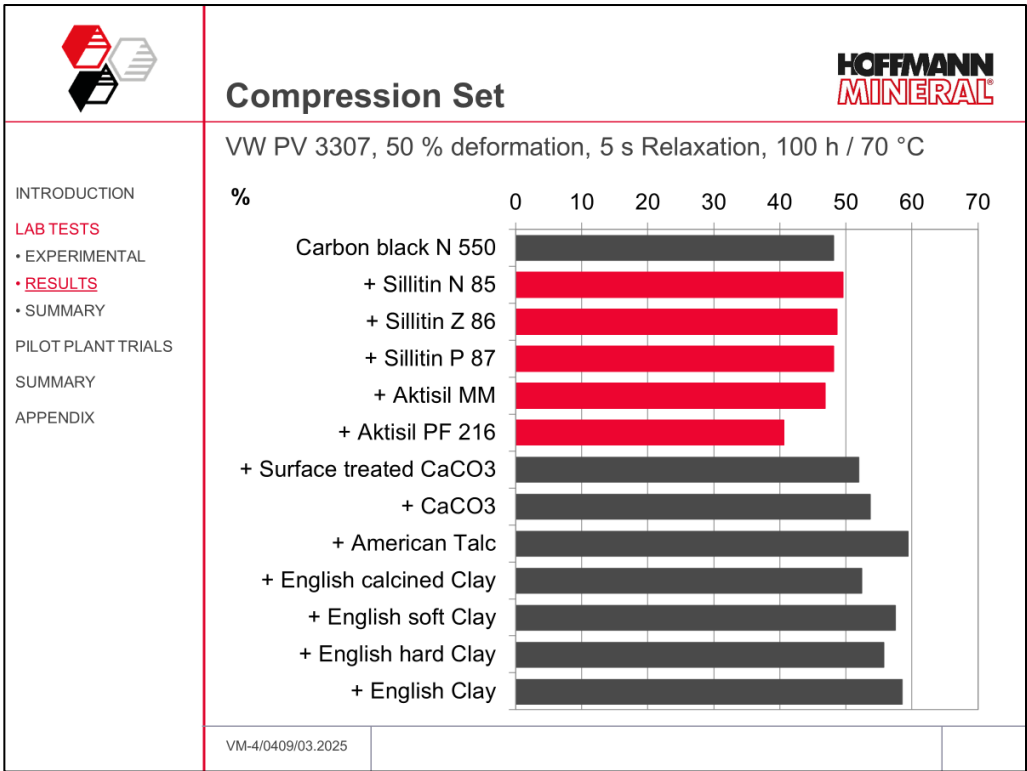 HOFFMANN
MINERAL®
Compression Set
VW PV 3307, 50 % deformation, 5 s Relaxation, 100 h / 70 °C
INTRODUCTION
LAB TESTS
• EXPERIMENTAL
• RESULTS
• SUMMARY
PILOT PLANT TRIALS
SUMMARY
APPENDIX
%
0 10 20 30 40 50 60 70
Carbon black N 550
+ Sillitin N 85
+ Sillitin Z 86
+ Sillitin P 87
+ Aktisil MM
+ Aktisil PF 216
+ Surface treated CaCO3
+ CaCO3
+ American Talc
+ English calcined Clay
+ English soft Clay
+ English hard Clay
+ English Clay
VM-4/0409/03.2025